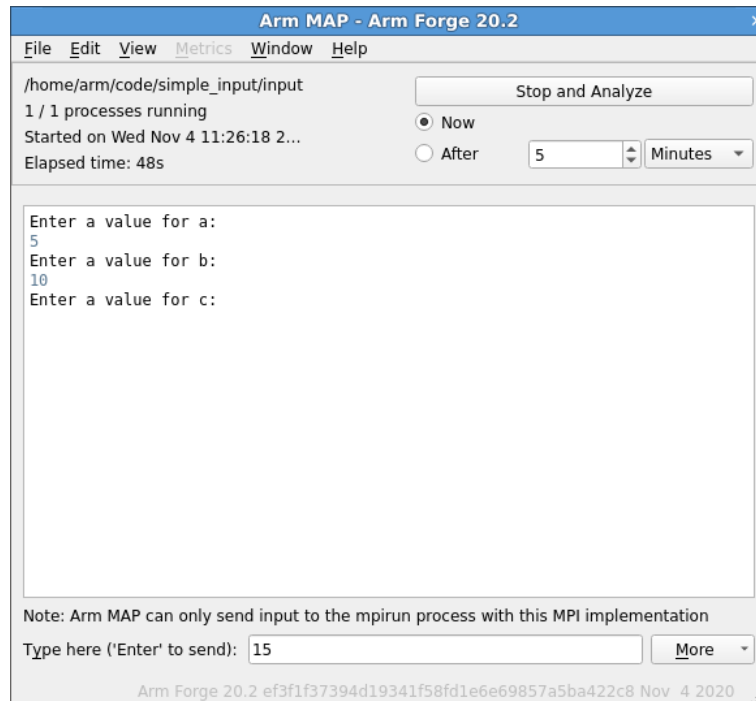 Arm MAP - Arm Forge 20.2
File Edit View Metrics Window Help
/home/arm/code/simple_input/input
1 / 1 processes running
Started on Wed Nov 4 11:26:18 2...
Elapsed time: 48s
Stop and Analyze
Now
After 5 Minutes
Enter a value for a:
5
Enter a value for b:
10
Enter a value for c:
Note: Arm MAP can only send input to the mpirun process with this MPI implementation
Type here ('Enter' to send): 15 More
Arm Forge 20.2 ef3f1f37394d19341f58fd1e6e69857a5ba422c8 Nov 4 2020